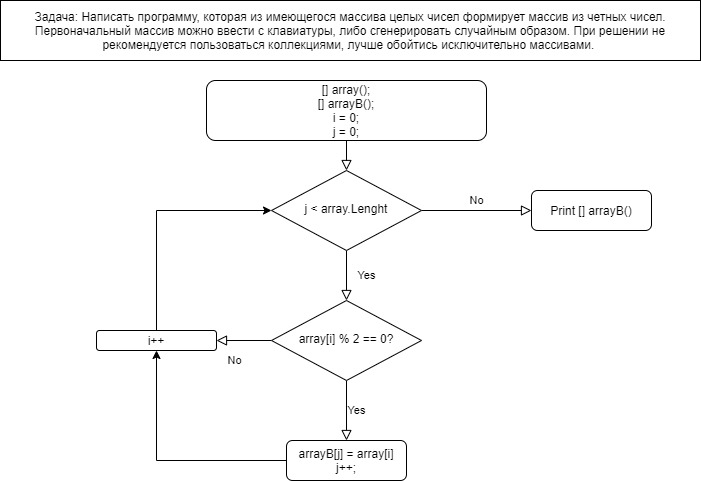 Задача: Написать программу, которая из имеющегося массива целых чисел формирует массив из четных чисел.
Первоначальный массив можно ввести с клавиатуры, либо сгенерировать случайным образом. При решении не
рекомендуется пользоваться коллекциями, лучше обойтись исключительно массивами.
[] array();
[] arrayB();
i = 0;
j = 0;
j < array.Lenght
No
Print [] arrayB()
Yes
i++
No
array[i] % 2 == 0?
Yes
arrayB[j] = array[i]
j++;